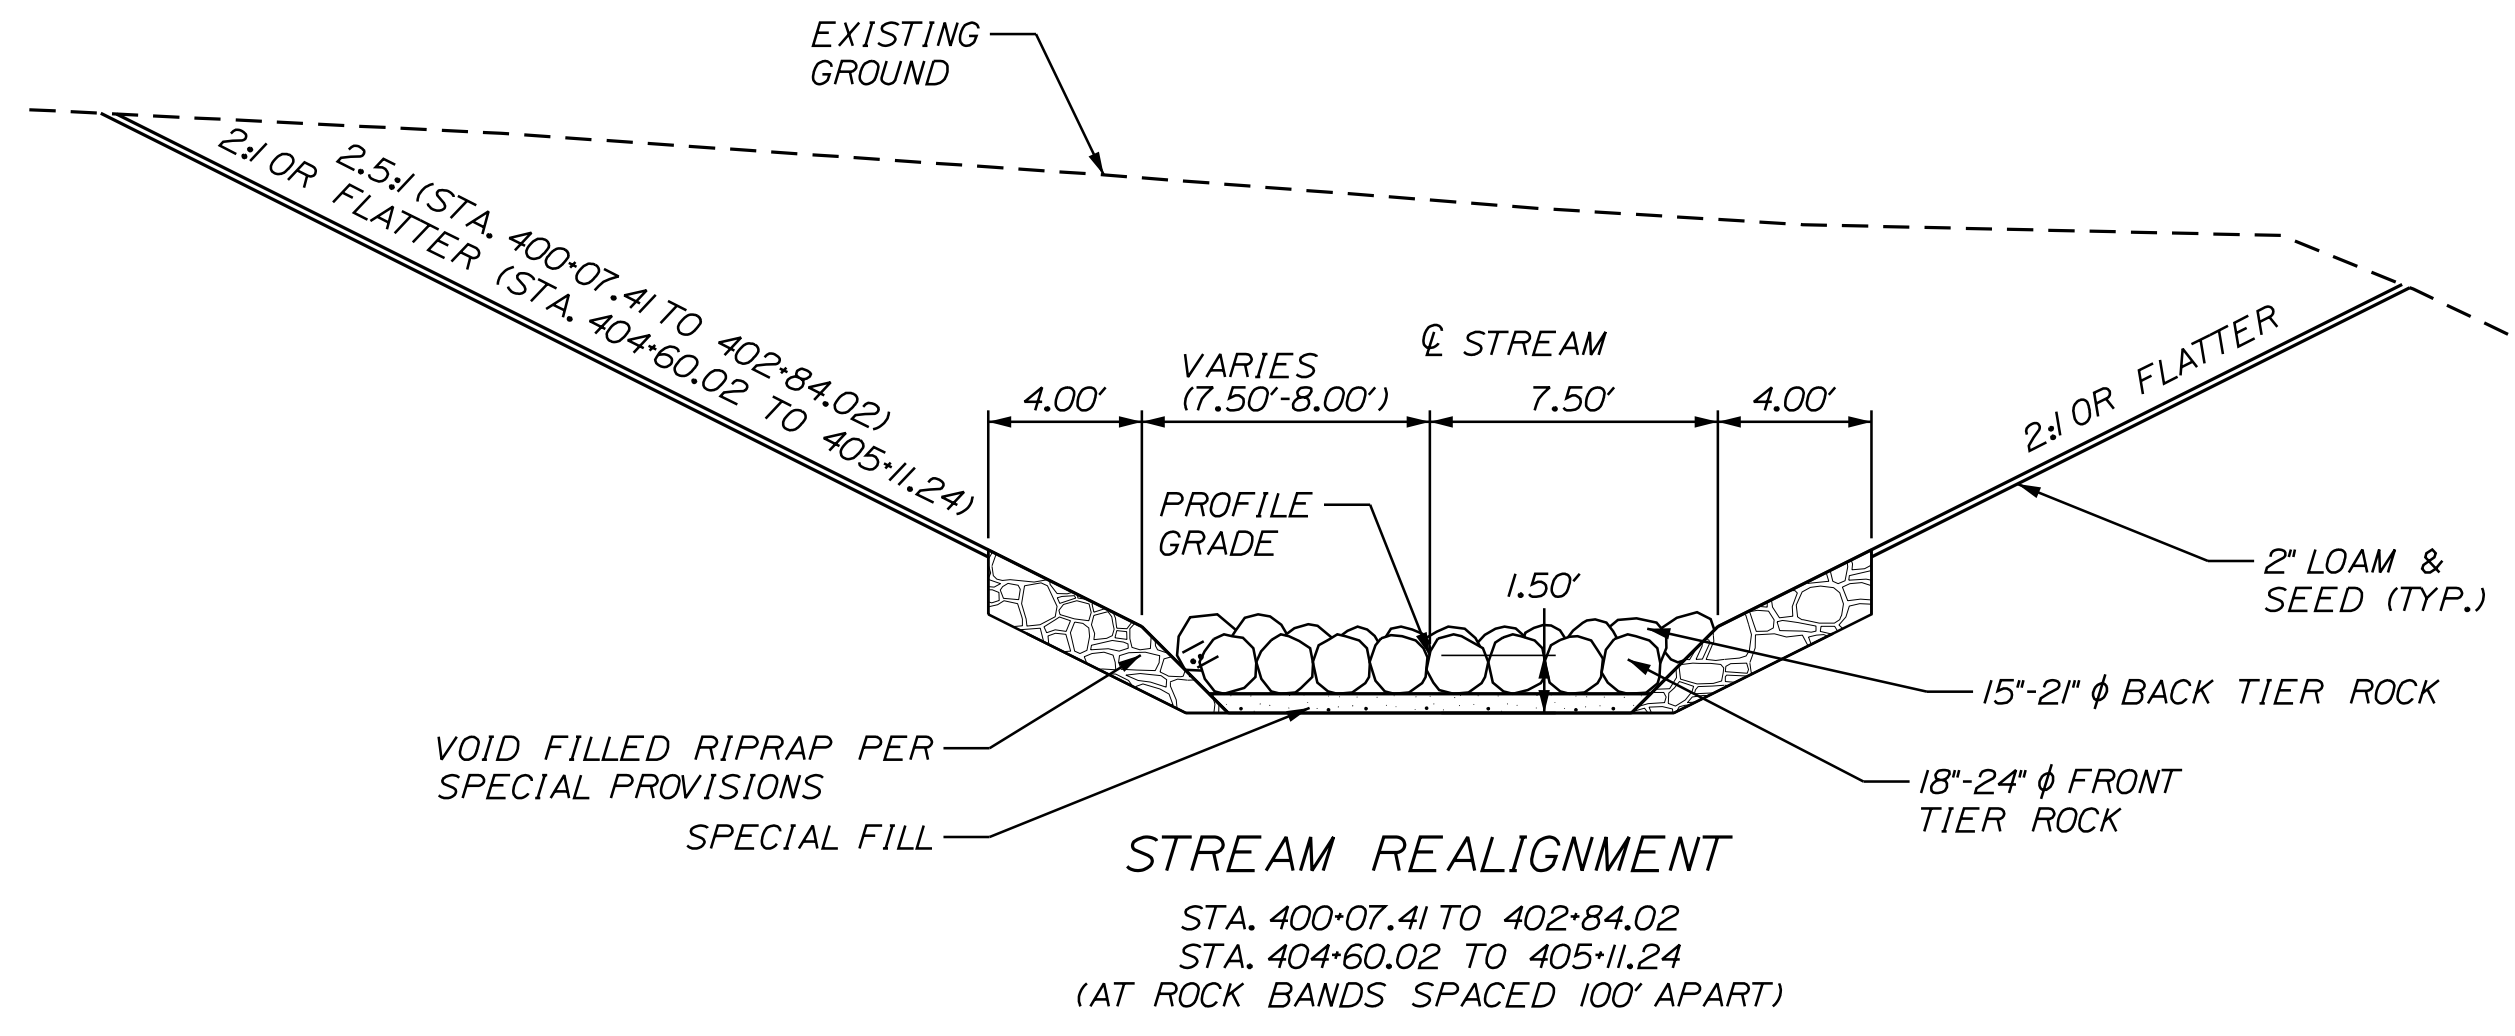 EXISTING
GROUND
2.5:1 (STA. 400+07.41 TO 402+84.02)
2:1 OR FLATTER (STA. 404+60.02 TO 405+11.24)
℄ STREAM
VARIES
4.00' (7.50'-8.00') 7.50' 4.00'
2:1 OR FLATTER
PROFILE
GRADE
1.50'
2" LOAM &
SEED (TYP.)
15"-21" ϕ BACK TIER ROCK
VOID FILLED RIPRAP PER
SPECIAL PROVISIONS
18"-24" ϕ FRONT
TIER ROCK
SPECIAL FILL
STREAM REALIGNMENT
STA. 400+07.41 TO 402+84.02
STA. 404+60.02 TO 405+11.24
(AT ROCK BANDS SPACED 100' APART)